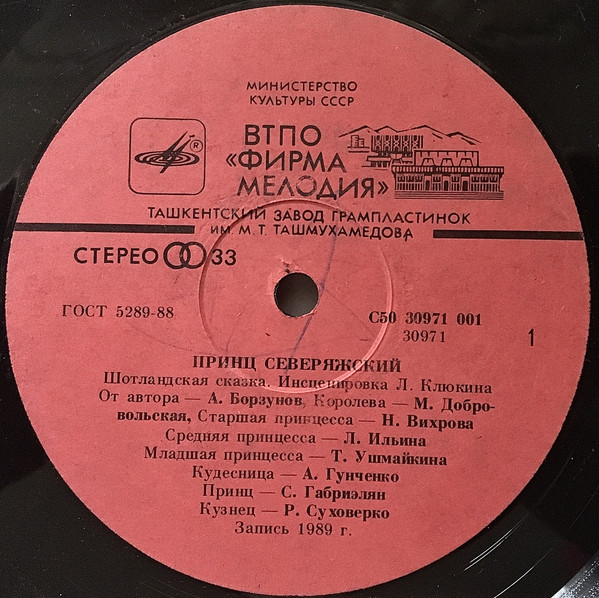 МИНИСТЕРСТВО
КУЛЬТУРЫ СССР
ВТПО
«ФИРМА
МЕЛОДИЯ»
®
ТАШКЕНТСКИЙ ЗАВОД ГРАМПЛАСТИНОК
ИМ. М. Т. ТАШМУХАМЕДОВА
СТЕРЕО 33
ГОСТ 5289-88
С50 30971 001
30971
1
ПРИНЦ СЕВЕРЯЖСКИЙ
Шотландская сказка. Инсценировка Л. Клюкина
От автора — А. Борзунов, Королева — М. Добро-
вольская, Старшая принцесса — Н. Вихрова
Средняя принцесса — Л. Ильина
Младшая принцесса — Т. Ушмайкина
Кудесница — А. Гунченко
Принц — С. Габриэлян
Кузнец — Р. Суховерко
Запись 1989 г.